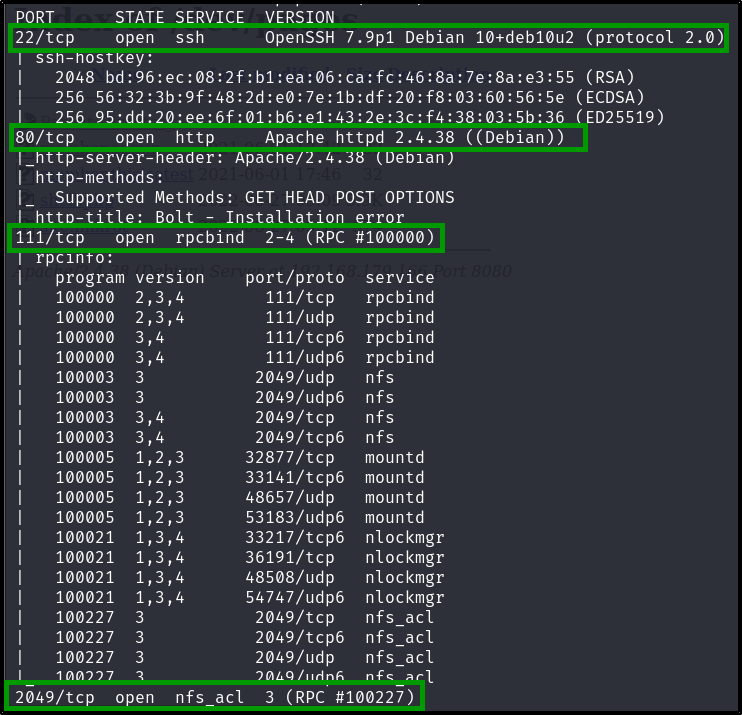 PORT      STATE SERVICE  VERSION
22/tcp    open  ssh      OpenSSH 7.9p1 Debian 10+deb10u2 (protocol 2.0)
| ssh-hostkey:
|   2048 bd:96:ec:08:2f:b1:ea:06:ca:fc:46:8a:7e:8a:e3:55 (RSA)
|   256 56:32:3b:9f:48:2d:e0:7e:1b:df:20:f8:03:60:56:5e (ECDSA)
|_  256 95:dd:20:ee:6f:01:b6:e1:43:2e:3c:f4:38:03:5b:36 (ED25519)
80/tcp    open  http     Apache httpd 2.4.38 ((Debian))
|_http-server-header: Apache/2.4.38 (Debian)
| http-methods:
|_  Supported Methods: GET HEAD POST OPTIONS
|_http-title: Bolt - Installation error
111/tcp   open  rpcbind  2-4 (RPC #100000)
| rpcinfo:
|   program version    port/proto  service
|   100000  2,3,4        111/tcp   rpcbind
|   100000  2,3,4        111/udp   rpcbind
|   100000  3,4          111/tcp6  rpcbind
|   100000  3,4          111/udp6  rpcbind
|   100003  3           2049/udp   nfs
|   100003  3           2049/udp6  nfs
|   100003  3,4         2049/tcp   nfs
|   100003  3,4         2049/tcp6  nfs
|   100005  1,2,3      32877/tcp   mountd
|   100005  1,2,3      33141/tcp6  mountd
|   100005  1,2,3      48657/udp   mountd
|   100005  1,2,3      53183/udp6  mountd
|   100021  1,3,4      33217/tcp6  nlockmgr
|   100021  1,3,4      36191/tcp   nlockmgr
|   100021  1,3,4      48508/udp   nlockmgr
|   100021  1,3,4      54747/udp6  nlockmgr
|   100227  3           2049/tcp   nfs_acl
|   100227  3           2049/tcp6  nfs_acl
|   100227  3           2049/udp   nfs_acl
|_  100227  3           2049/udp6  nfs_acl
2049/tcp  open  nfs_acl  3 (RPC #100227)